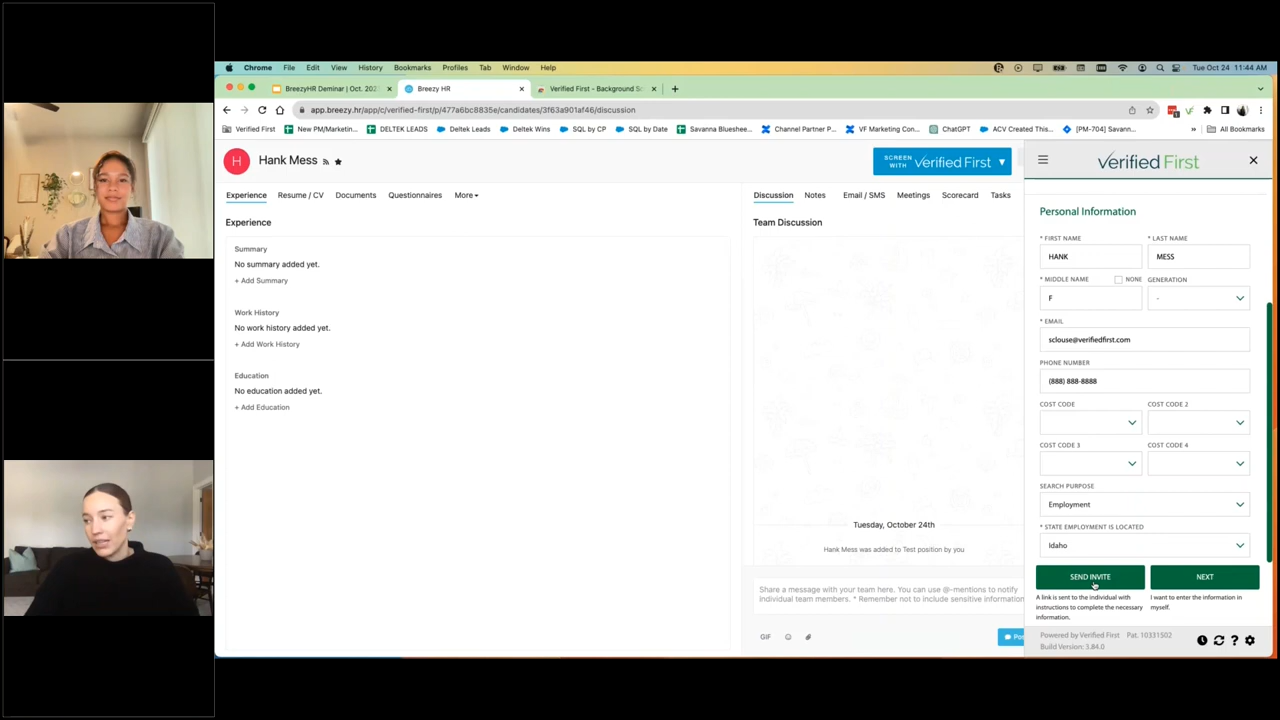 Chrome File Edit View History Bookmarks Profiles Tab Window Help
Tue Oct 24 11:44 AM
BreezyHR Deminar | Oct. 202
Breezy HR
Verified First - Background Sc
app.breezy.hr/app/c/verified-first/p/477a6bc8835e/candidates/3f63a901af46/discussion
Verified First
New PM/Marketin...
DELTEK LEADS
Deltek Leads
Deltek Wins
SQL by CP
SQL by Date
Savanna Blueshee...
Channel Partner P...
VF Marketing Con...
ChatGPT
ACV Created This...
[PM-704] Savann...
»
All Bookmarks
H
Hank Mess
SCREEN WITH Verified First
Experience Resume / CV Documents Questionnaires More
Experience
Summary
No summary added yet.
+ Add Summary
Work History
No work history added yet.
+ Add Work History
Education
No education added yet.
+ Add Education
Discussion Notes Email / SMS Meetings Scorecard Tasks
Team Discussion
Tuesday, October 24th
Hank Mess was added to Test position by you
Share a message with your team here. You can use @-mentions to notify
individual team members. * Remember not to include sensitive information
GIF
Verified First
Personal Information
* FIRST NAME * LAST NAME
HANK MESS
* MIDDLE NAME NONE GENERATION
F -
* EMAIL
sclouse@verifiedfirst.com
PHONE NUMBER
(888) 888-8888
COST CODE COST CODE 2
COST CODE 3 COST CODE 4
SEARCH PURPOSE
Employment
* STATE EMPLOYMENT IS LOCATED
Idaho
SEND INVITE NEXT
A link is sent to the individual with
instructions to complete the necessary
information.
I want to enter the information in
myself.
Powered by Verified First Pat. 10331502
Build Version: 3.84.0